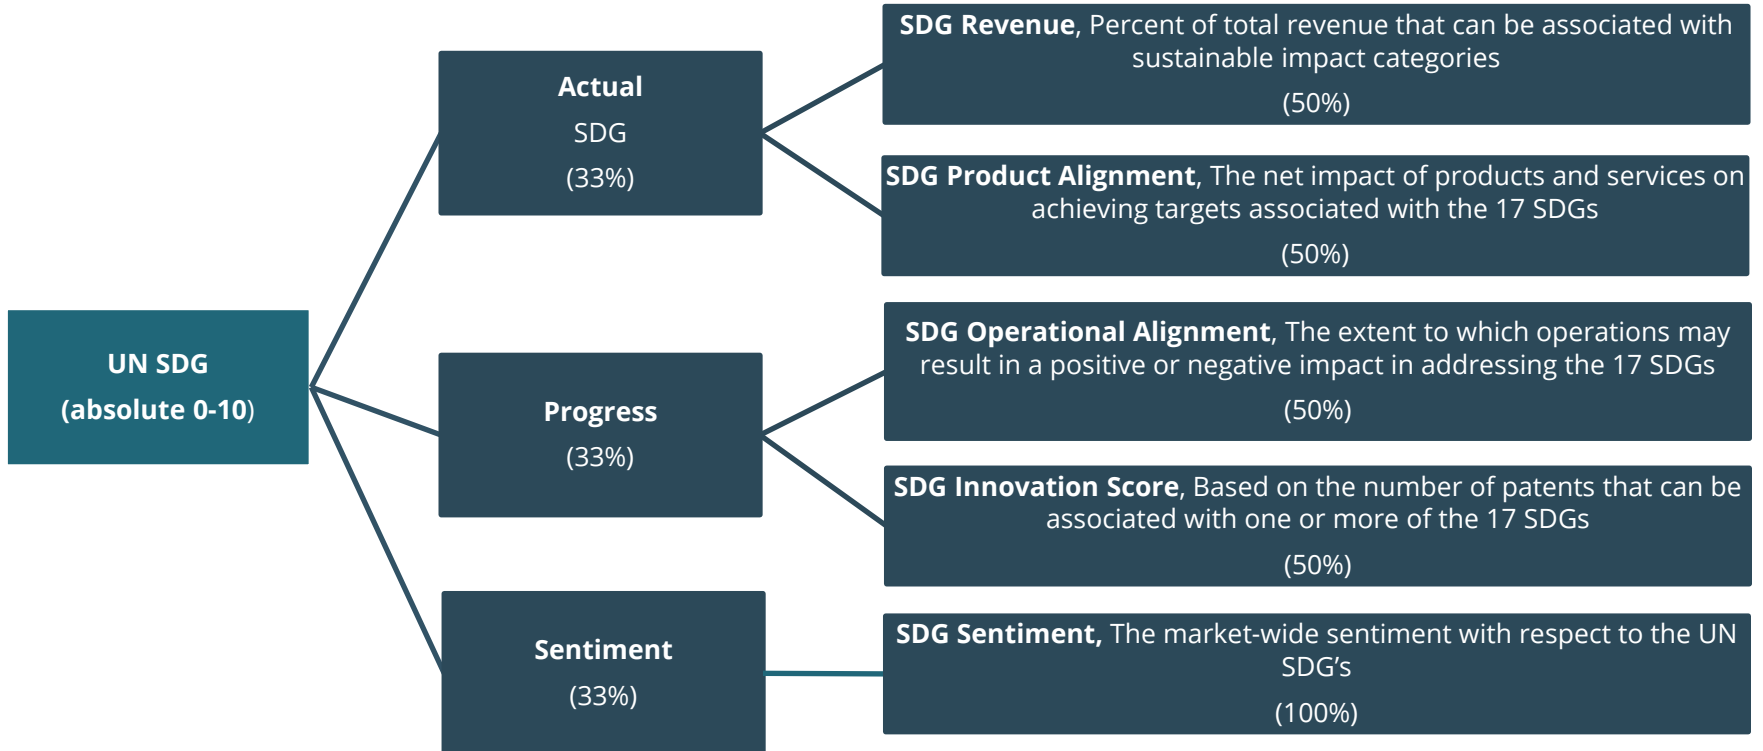 UN SDG
(absolute 0-10)
Actual
SDG
(33%)
SDG Revenue, Percent of total revenue that can be associated with
sustainable impact categories
(50%)
SDG Product Alignment, The net impact of products and services on
achieving targets associated with the 17 SDGs
(50%)
Progress
(33%)
SDG Operational Alignment, The extent to which operations may
result in a positive or negative impact in addressing the 17 SDGs
(50%)
SDG Innovation Score, Based on the number of patents that can be
associated with one or more of the 17 SDGs
(50%)
Sentiment
(33%)
SDG Sentiment, The market-wide sentiment with respect to the UN
SDG’s
(100%)